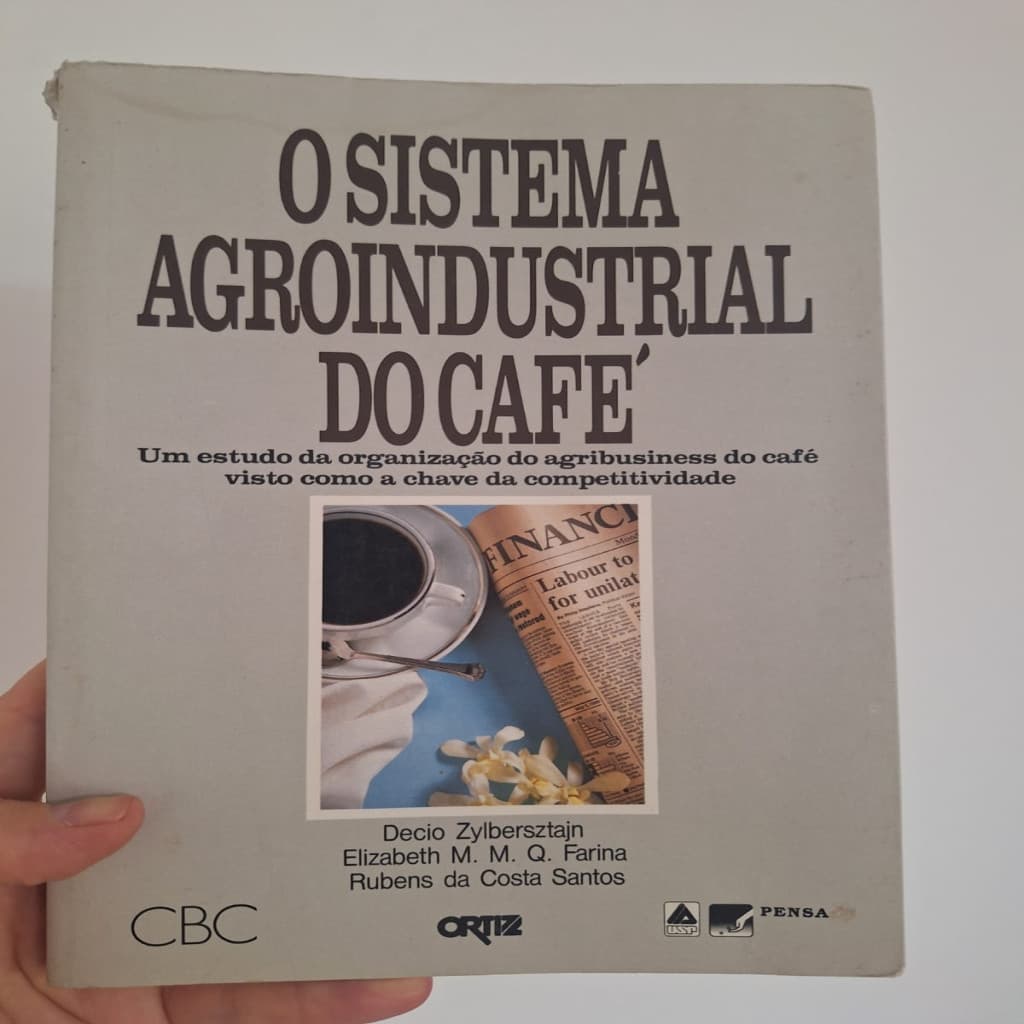 O SISTEMA
AGROINDUSTRIAL
DO CAFÉ
Um estudo da organização do agribusiness do café
visto como a chave da competitividade
FINANCI
Labour to
for unilat
Decio Zylbersztajn
Elizabeth M. M. Q. Farina
Rubens da Costa Santos
CBC
ORTIZ
USP
PENSA